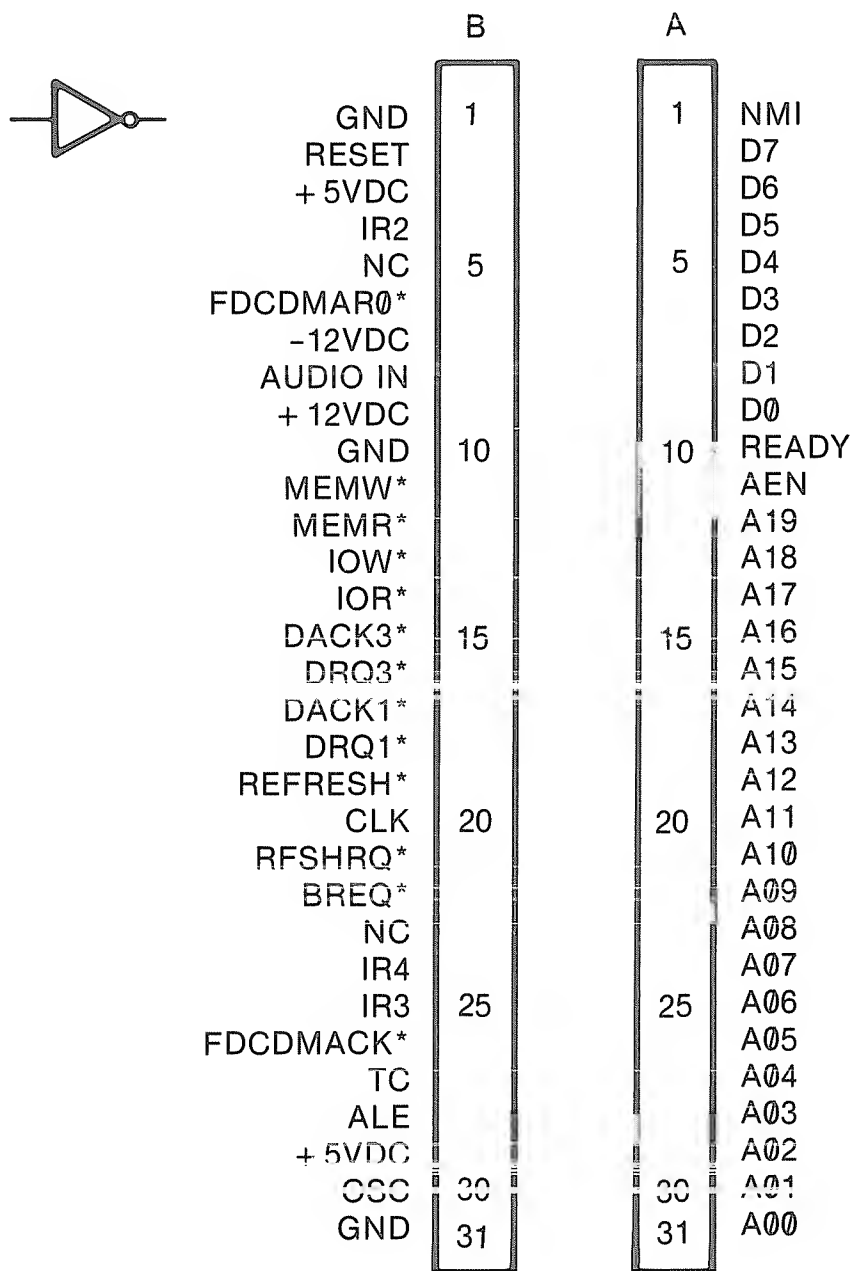 B A
GND 1 1 NMI
RESET D7
+5VDC D6
IR2 D5
NC 5 5 D4
FDCDMAR0* D3
-12VDC D2
AUDIO IN D1
+12VDC D0
GND 10 10 READY
MEMW* AEN
MEMR* A19
IOW* A18
IOR* A17
DACK3* 15 15 A16
DRQ3* A15
DACK1* A14
DRQ1* A13
REFRESH* A12
CLK 20 20 A11
RFSHRQ* A10
BREQ* A09
NC A08
IR4 A07
IR3 25 25 A06
FDCDMACK* A05
TC A04
ALE A03
+5VDC A02
OSC 30 30 A01
GND 31 31 A00